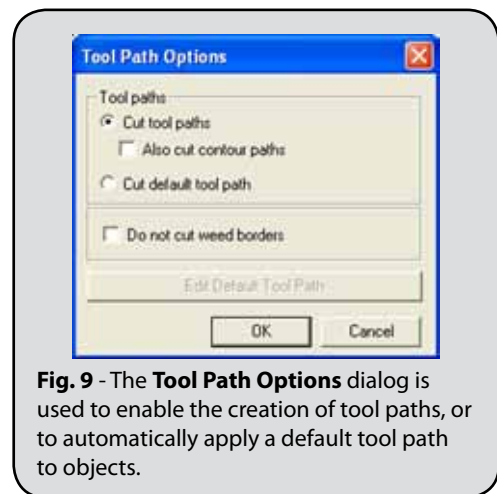 Tool Path Options
Tool paths
Cut tool paths
Also cut contour paths
Cut default tool path
Do not cut weed borders
Edit Default Tool Path
OK Cancel
Fig. 9 - The Tool Path Options dialog is
used to enable the creation of tool paths, or
to automatically apply a default tool path
to objects.